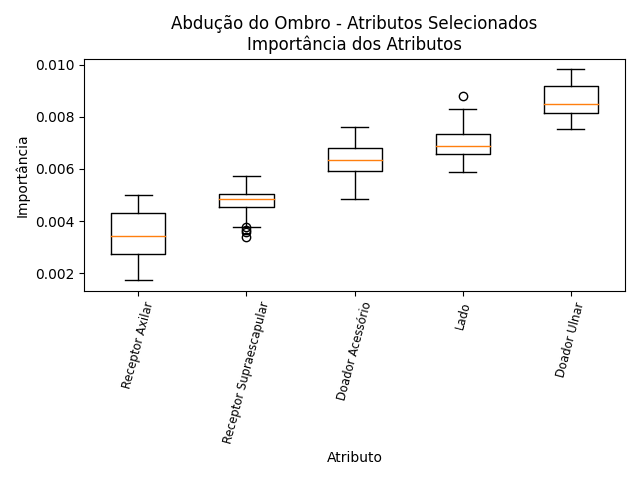 Abdução do Ombro - Atributos Selecionados
Importância dos Atributos
Importância
0.010
0.008
0.006
0.004
0.002
Receptor Axilar
Receptor Supraescapular
Doador Acessório
Lado
Doador Ulnar
Atributo